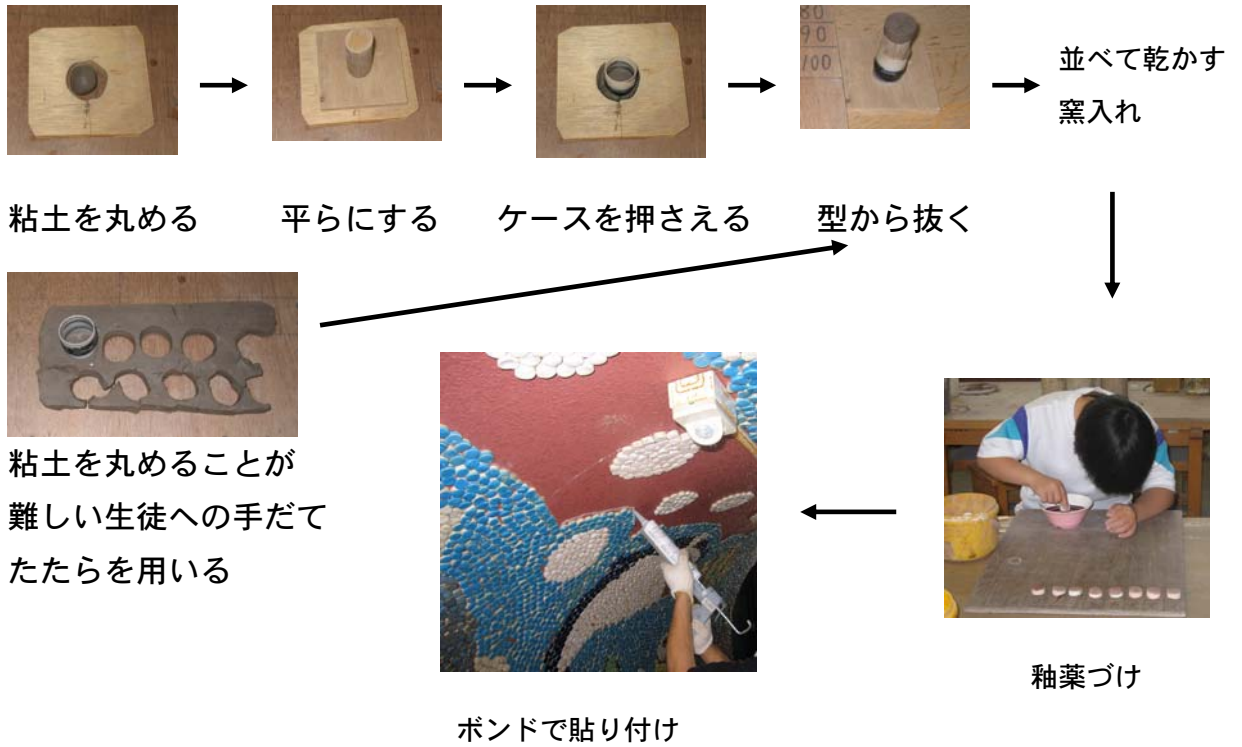 80
90
100
並べて乾かす
窯入れ
粘土を丸める
平らにする
ケースを押さえる
型から抜く
粘土を丸めることが
難しい生徒への手だて
たたらを用いる
釉薬づけ
ボンドで貼り付け